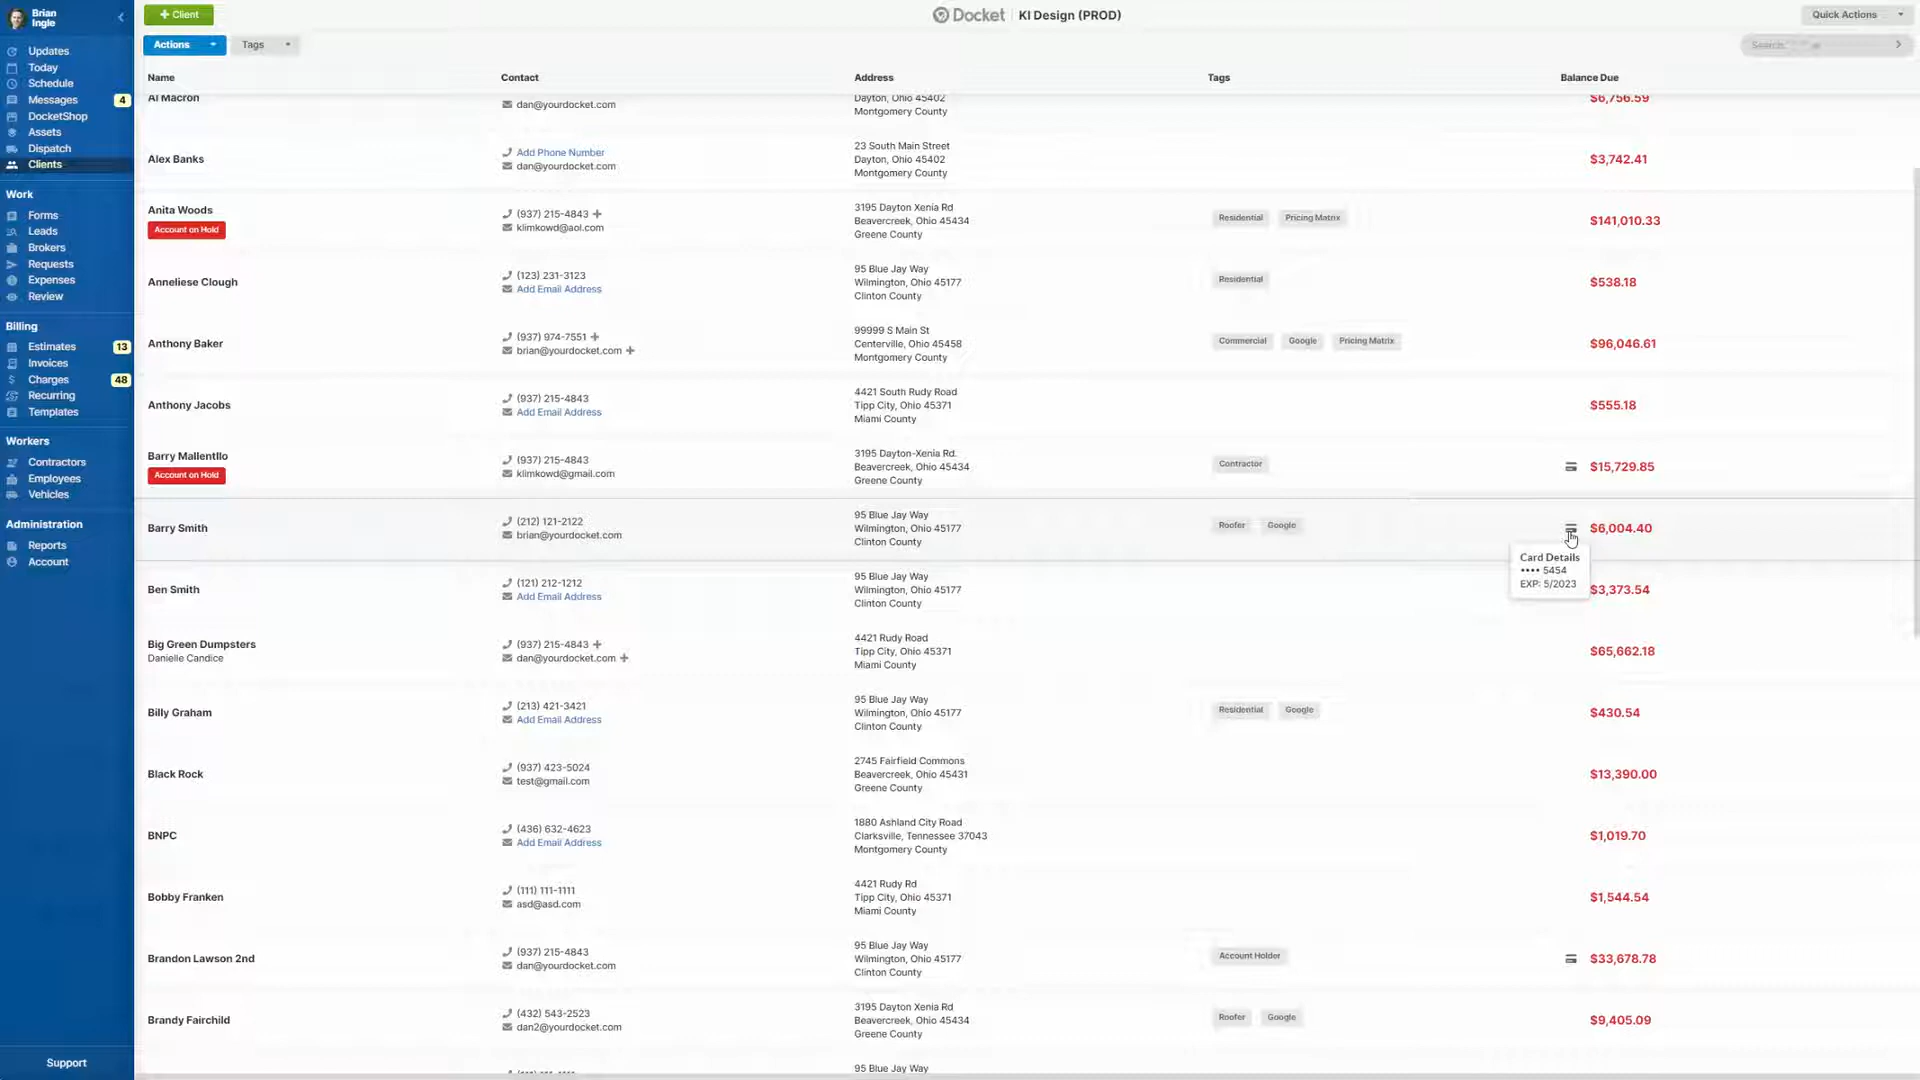 Brian
Ingle
Updates
Today
Schedule
Messages 4
DocketShop
Assets
Dispatch
Clients
Work
Forms
Leads
Brokers
Requests
Expenses
Review
Billing
Estimates 13
Invoices
Charges 48
Recurring
Templates
Workers
Contractors
Employees
Vehicles
Administration
Reports
Account
Support
+ Client
Docket KI Design (PROD)
Quick Actions
Actions Tags
Search
Name Contact Address Tags Balance Due
Al Macron
dan@yourdocket.com
Dayton, Ohio 45402
Montgomery County
$6,756.59
Alex Banks
Add Phone Number
dan@yourdocket.com
23 South Main Street
Dayton, Ohio 45402
Montgomery County
$3,742.41
Anita Woods
Account on Hold
(937) 215-4843 +
klimkowd@aol.com
3195 Dayton Xenia Rd
Beavercreek, Ohio 45434
Greene County
Residential Pricing Matrix
$141,010.33
Anneliese Clough
(123) 231-3123
Add Email Address
95 Blue Jay Way
Wilmington, Ohio 45177
Clinton County
Residential
$538.18
Anthony Baker
(937) 974-7551 +
brian@yourdocket.com +
99999 S Main St
Centerville, Ohio 45458
Montgomery County
Commercial Google Pricing Matrix
$96,046.61
Anthony Jacobs
(937) 215-4843
Add Email Address
4421 South Rudy Road
Tipp City, Ohio 45371
Miami County
$555.18
Barry Mallentllo
Account on Hold
(937) 215-4843
klimkowd@gmail.com
3195 Dayton-Xenia Rd.
Beavercreek, Ohio 45434
Greene County
Contractor
$15,729.85
Barry Smith
(212) 121-2122
brian@yourdocket.com
95 Blue Jay Way
Wilmington, Ohio 45177
Clinton County
Roofer Google
$6,004.40
Card Details
•••• 5454
EXP: 5/2023
Ben Smith
(121) 212-1212
Add Email Address
95 Blue Jay Way
Wilmington, Ohio 45177
Clinton County
$3,373.54
Big Green Dumpsters
Danielle Candice
(937) 215-4843 +
dan@yourdocket.com +
4421 Rudy Road
Tipp City, Ohio 45371
Miami County
$65,662.18
Billy Graham
(213) 421-3421
Add Email Address
95 Blue Jay Way
Wilmington, Ohio 45177
Clinton County
Residential Google
$430.54
Black Rock
(937) 423-5024
test@gmail.com
2745 Fairfield Commons
Beavercreek, Ohio 45431
Greene County
$13,390.00
BNPC
(436) 632-4623
Add Email Address
1880 Ashland City Road
Clarksville, Tennessee 37043
Montgomery County
$1,019.70
Bobby Franken
(111) 111-1111
asd@asd.com
4421 Rudy Rd
Tipp City, Ohio 45371
Miami County
$1,544.54
Brandon Lawson 2nd
(937) 215-4843
dan@yourdocket.com
95 Blue Jay Way
Wilmington, Ohio 45177
Clinton County
Account Holder
$33,678.78
Brandy Fairchild
(432) 543-2523
dan2@yourdocket.com
3195 Dayton Xenia Rd
Beavercreek, Ohio 45434
Greene County
Roofer Google
$9,405.09
95 Blue Jay Way